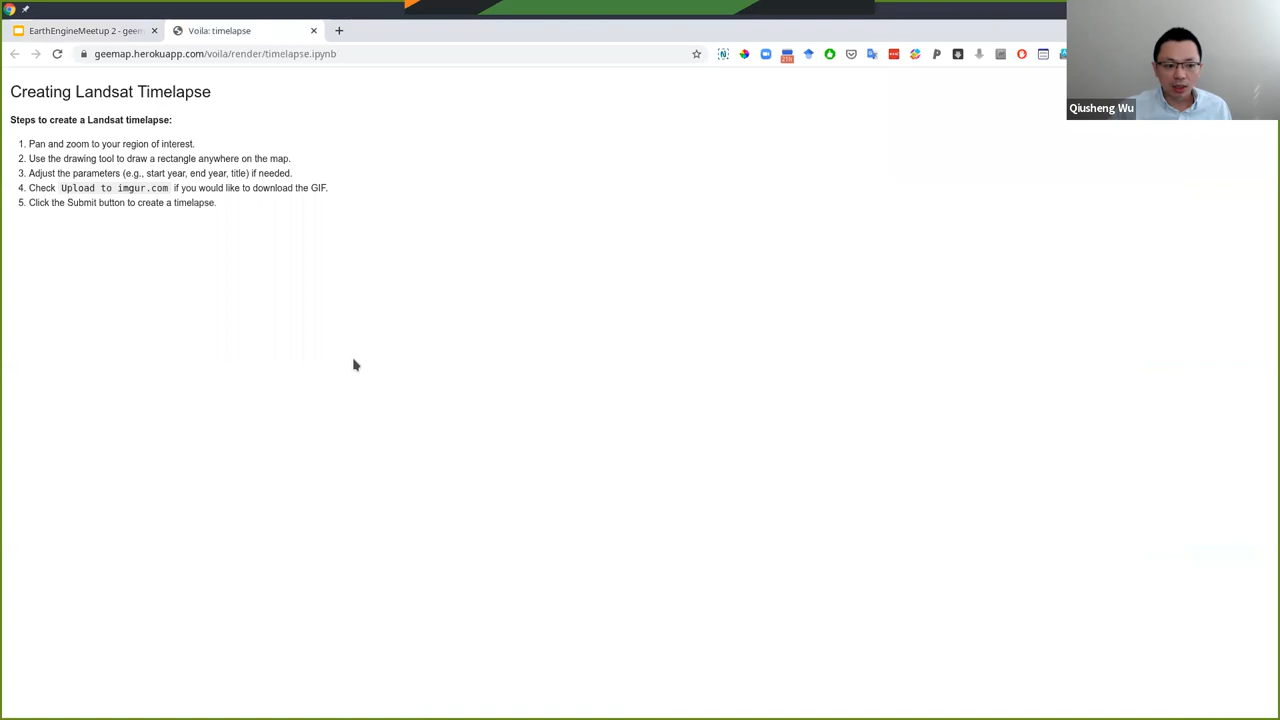 EarthEngineMeetup 2 - geem
Voila: timelapse
geemap.herokuapp.com/voila/render/timelapse.ipynb
216
Qiusheng Wu
Creating Landsat Timelapse
Steps to create a Landsat timelapse:
1. Pan and zoom to your region of interest.
2. Use the drawing tool to draw a rectangle anywhere on the map.
3. Adjust the parameters (e.g., start year, end year, title) if needed.
4. Check Upload to imgur.com if you would like to download the GIF.
5. Click the Submit button to create a timelapse.